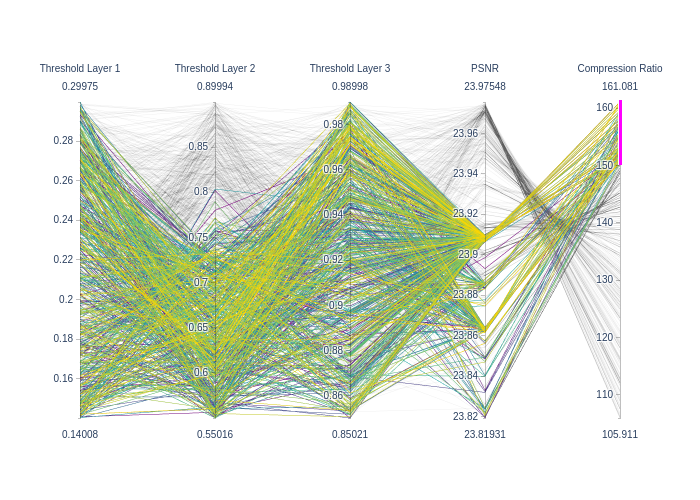 Threshold Layer 1 Threshold Layer 2 Threshold Layer 3 PSNR Compression Ratio
0.29975 0.89994 0.98998 23.97548 161.081
0.28 0.26 0.24 0.22 0.2 0.18 0.16
0.85 0.8 0.75 0.7 0.65 0.6
0.98 0.96 0.94 0.92 0.9 0.88 0.86
23.96 23.94 23.92 23.9 23.88 23.86 23.84 23.82
160 150 140 130 120 110
0.14008 0.55016 0.85021 23.81931 105.911